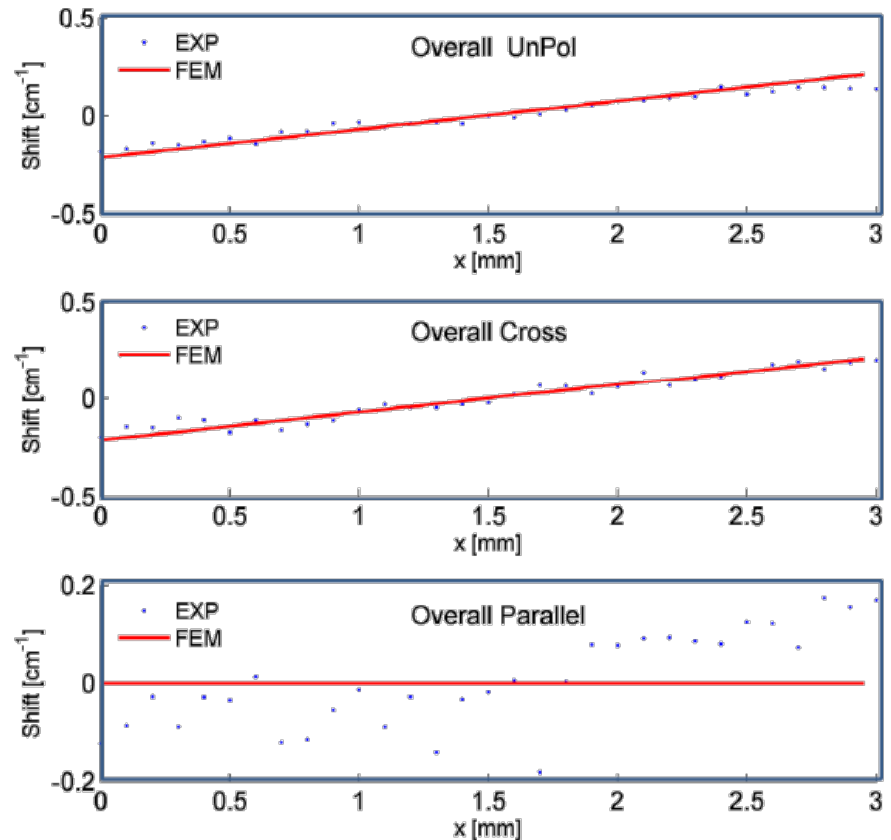 0.5
EXP
FEM
Overall UnPol
Shift [cm-1]
0
-0.5
0 0.5 1 1.5 2 2.5 3
x [mm]
0.5
EXP
FEM
Overall Cross
Shift [cm-1]
0
-0.5
0 0.5 1 1.5 2 2.5 3
x [mm]
0.2
EXP
FEM
Overall Parallel
Shift [cm-1]
0
-0.2
0 0.5 1 1.5 2 2.5 3
x [mm]